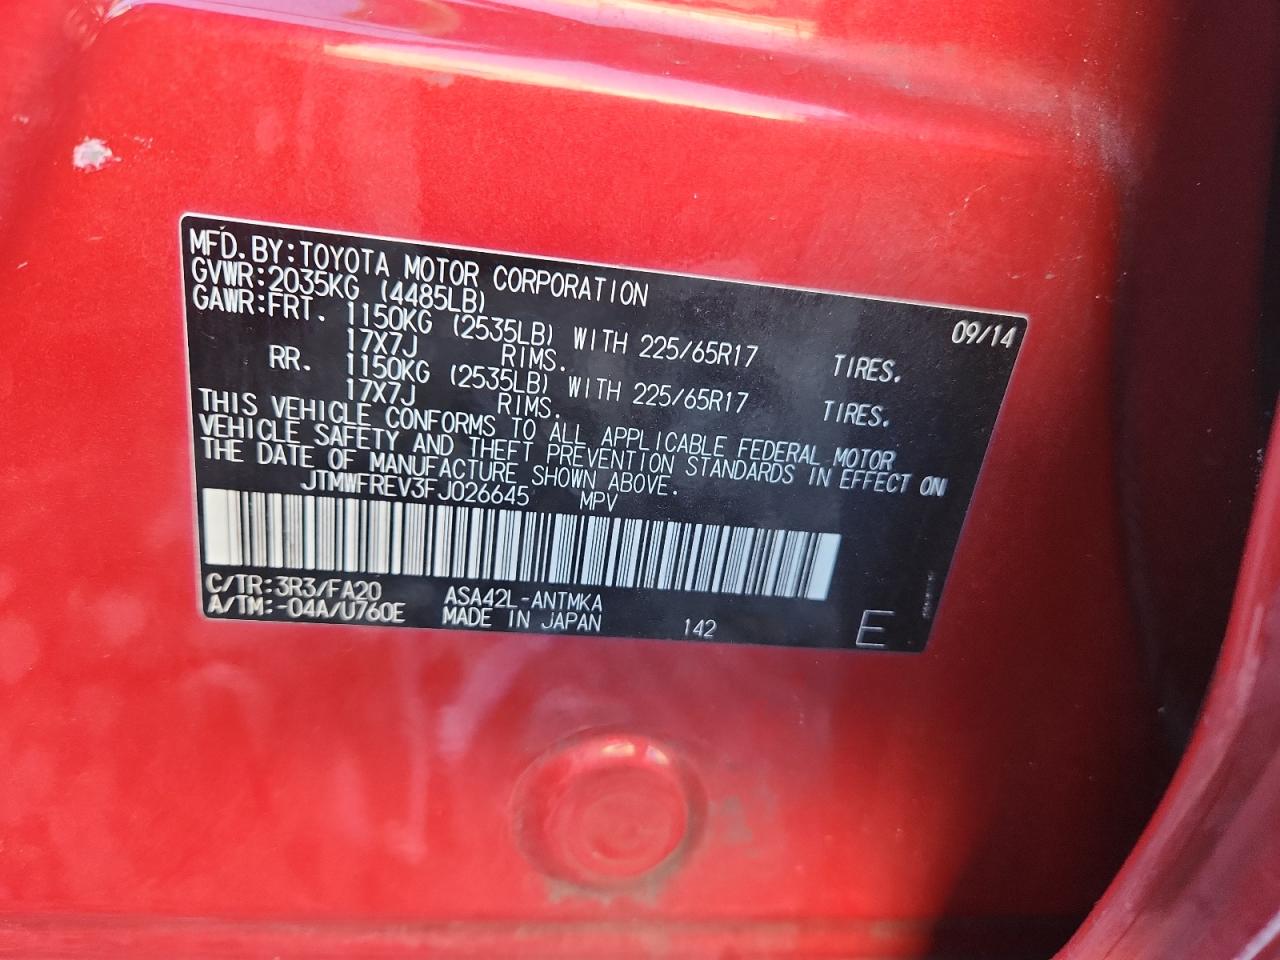 MFD. BY: TOYOTA MOTOR CORPORATION 09/14
GVWR: 2035KG (4485LB)
GAWR: FRT. 1150KG (2535LB) WITH 225/65R17 TIRES.
17X7J RIMS.
RR. 1150KG (2535LB) WITH 225/65R17 TIRES.
17X7J RIMS.
THIS VEHICLE CONFORMS TO ALL APPLICABLE FEDERAL MOTOR
VEHICLE SAFETY AND THEFT PREVENTION STANDARDS IN EFFECT ON
THE DATE OF MANUFACTURE SHOWN ABOVE.
JTMWFREV3FJ026645 MPV
C/TR: 3R3/FA20 ASA42L-ANTMKA
A/TM: -04A/U760E MADE IN JAPAN 142 E